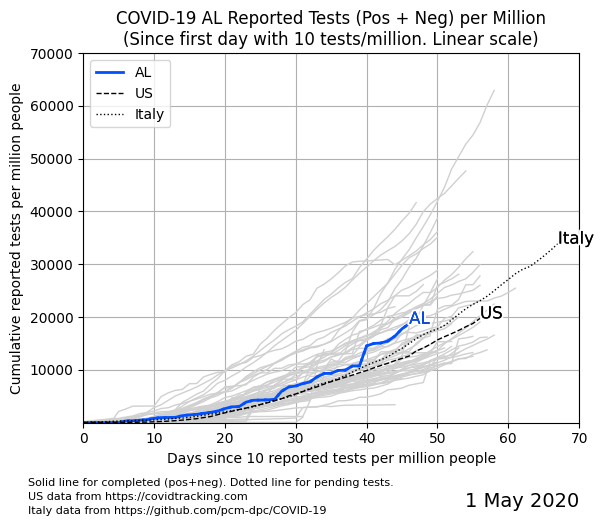 COVID-19 AL Reported Tests (Pos + Neg) per Million
(Since first day with 10 tests/million. Linear scale)
70000
60000
50000
40000
30000
20000
10000
Cumulative reported tests per million people
AL
US
Italy
Italy
US
AL
0 10 20 30 40 50 60 70
Days since 10 reported tests per million people
Solid line for completed (pos+neg). Dotted line for pending tests.
US data from https://covidtracking.com
Italy data from https://github.com/pcm-dpc/COVID-19
1 May 2020